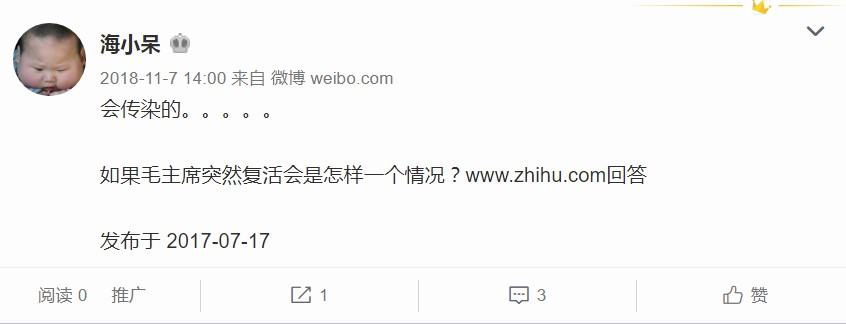 海小呆
2018-11-7 14:00 来自 微博 weibo.com
会传染的。。。。。
如果毛主席突然复活会是怎样一个情况？www.zhihu.com回答
发布于 2017-07-17
阅读 0 推广 1 3 赞